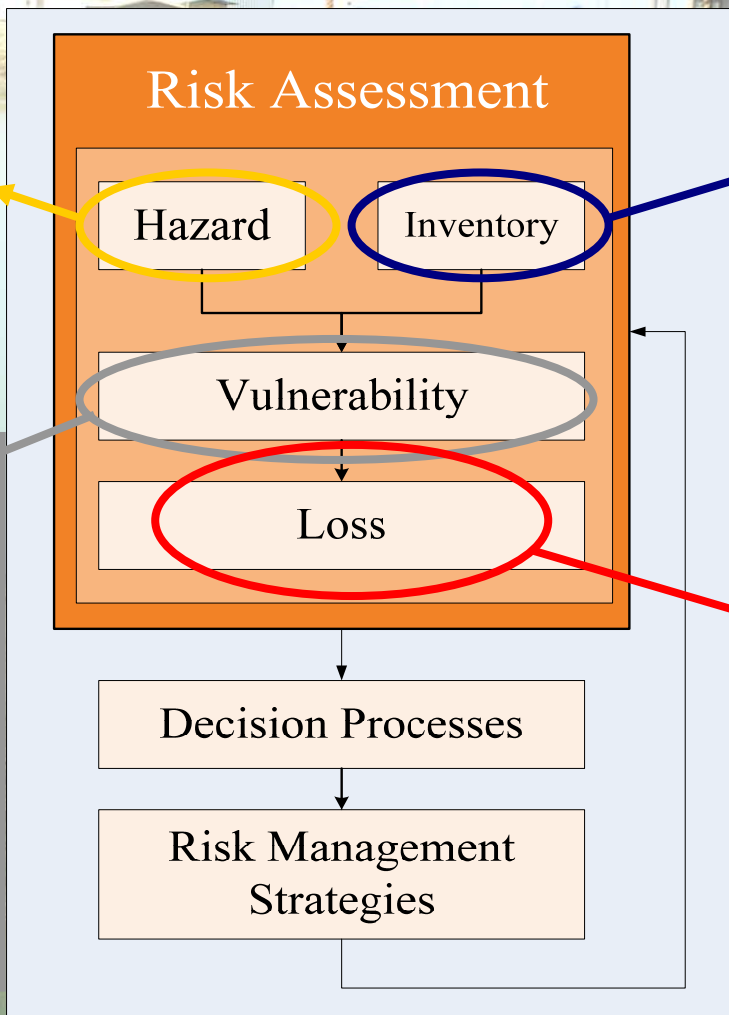 Risk Assessment
Hazard
Inventory
Vulnerability
Loss
Decision Processes
Risk Management
Strategies